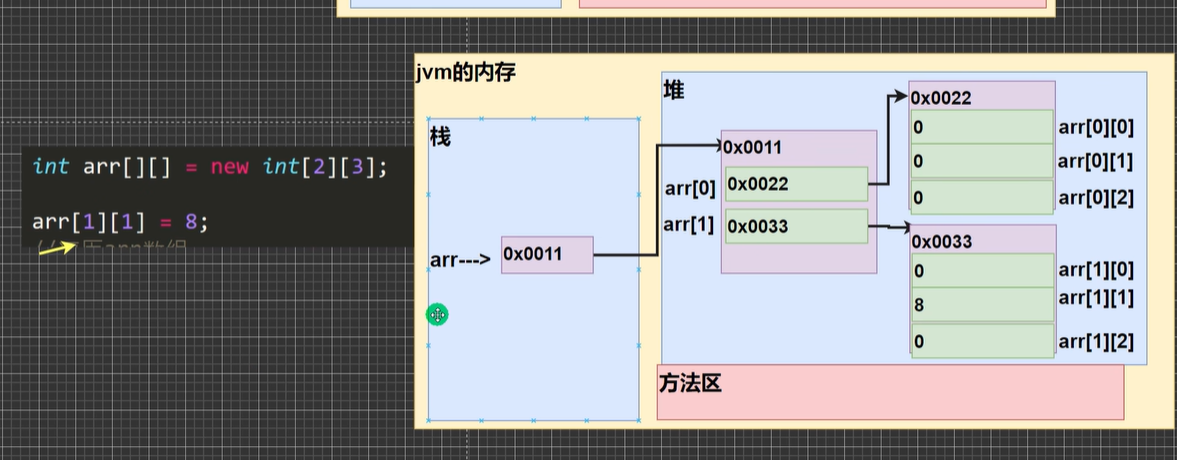 int arr[][] = new int[2][3];
arr[1][1] = 8;
jvm的内存
栈
arr---> 0x0011
堆
0x0011
arr[0] 0x0022
arr[1] 0x0033
0x0022
0 arr[0][0]
0 arr[0][1]
0 arr[0][2]
0x0033
0 arr[1][0]
8 arr[1][1]
0 arr[1][2]
方法区